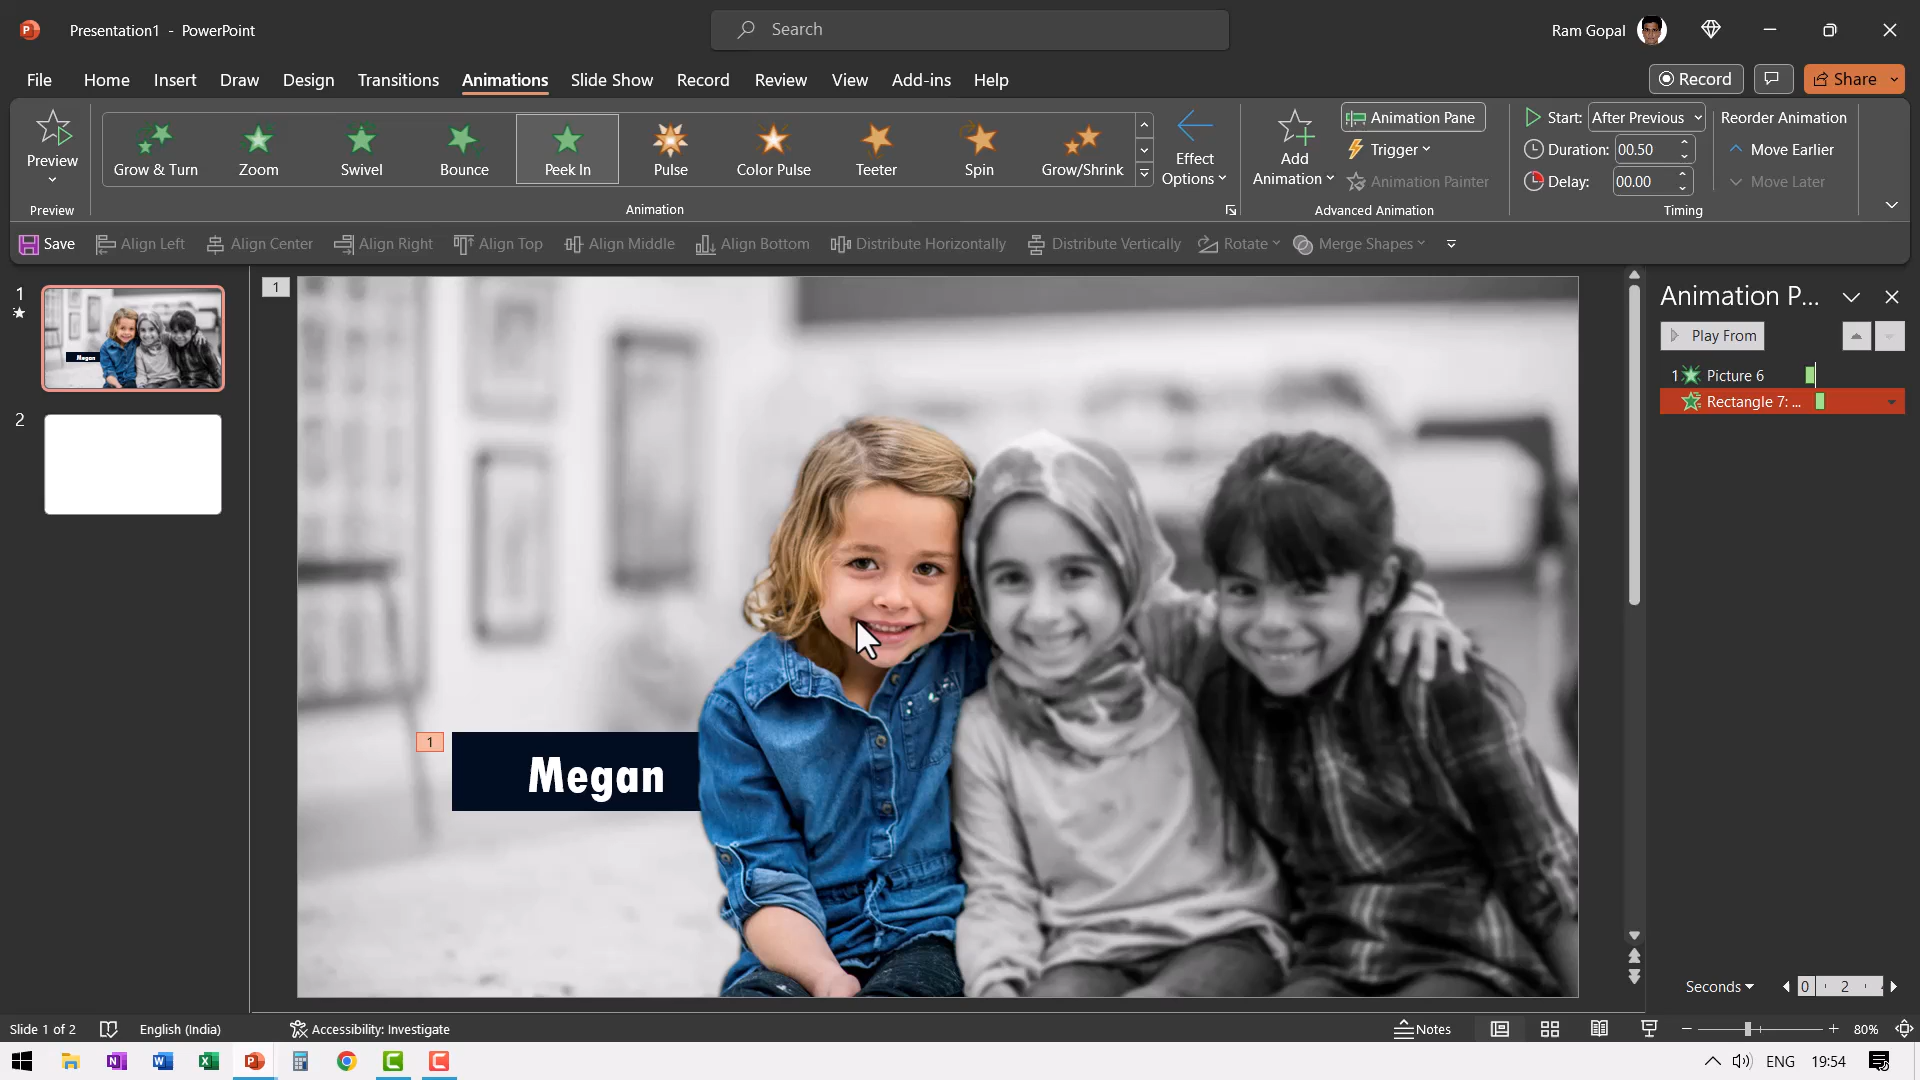 Presentation1 - PowerPoint
Search
Ram Gopal
File Home Insert Draw Design Transitions Animations Slide Show Record Review View Add-ins Help
Record
Share
Preview
Preview
Grow & Turn
Zoom
Swivel
Bounce
Peek In
Pulse
Color Pulse
Teeter
Spin
Grow/Shrink
Animation
Effect
Options
Add
Animation
Animation Pane
Trigger
Animation Painter
Advanced Animation
Start: After Previous
Duration: 00.50
Delay: 00.00
Reorder Animation
Move Earlier
Move Later
Timing
Save Align Left Align Center Align Right Align Top Align Middle Align Bottom Distribute Horizontally Distribute Vertically Rotate Merge Shapes
1
Megan
2
1
1
Megan
Animation P...
Play From
1 Picture 6
Rectangle 7: ...
Seconds 0 2
Slide 1 of 2 English (India) Accessibility: Investigate Notes 80%
ENG 19:54